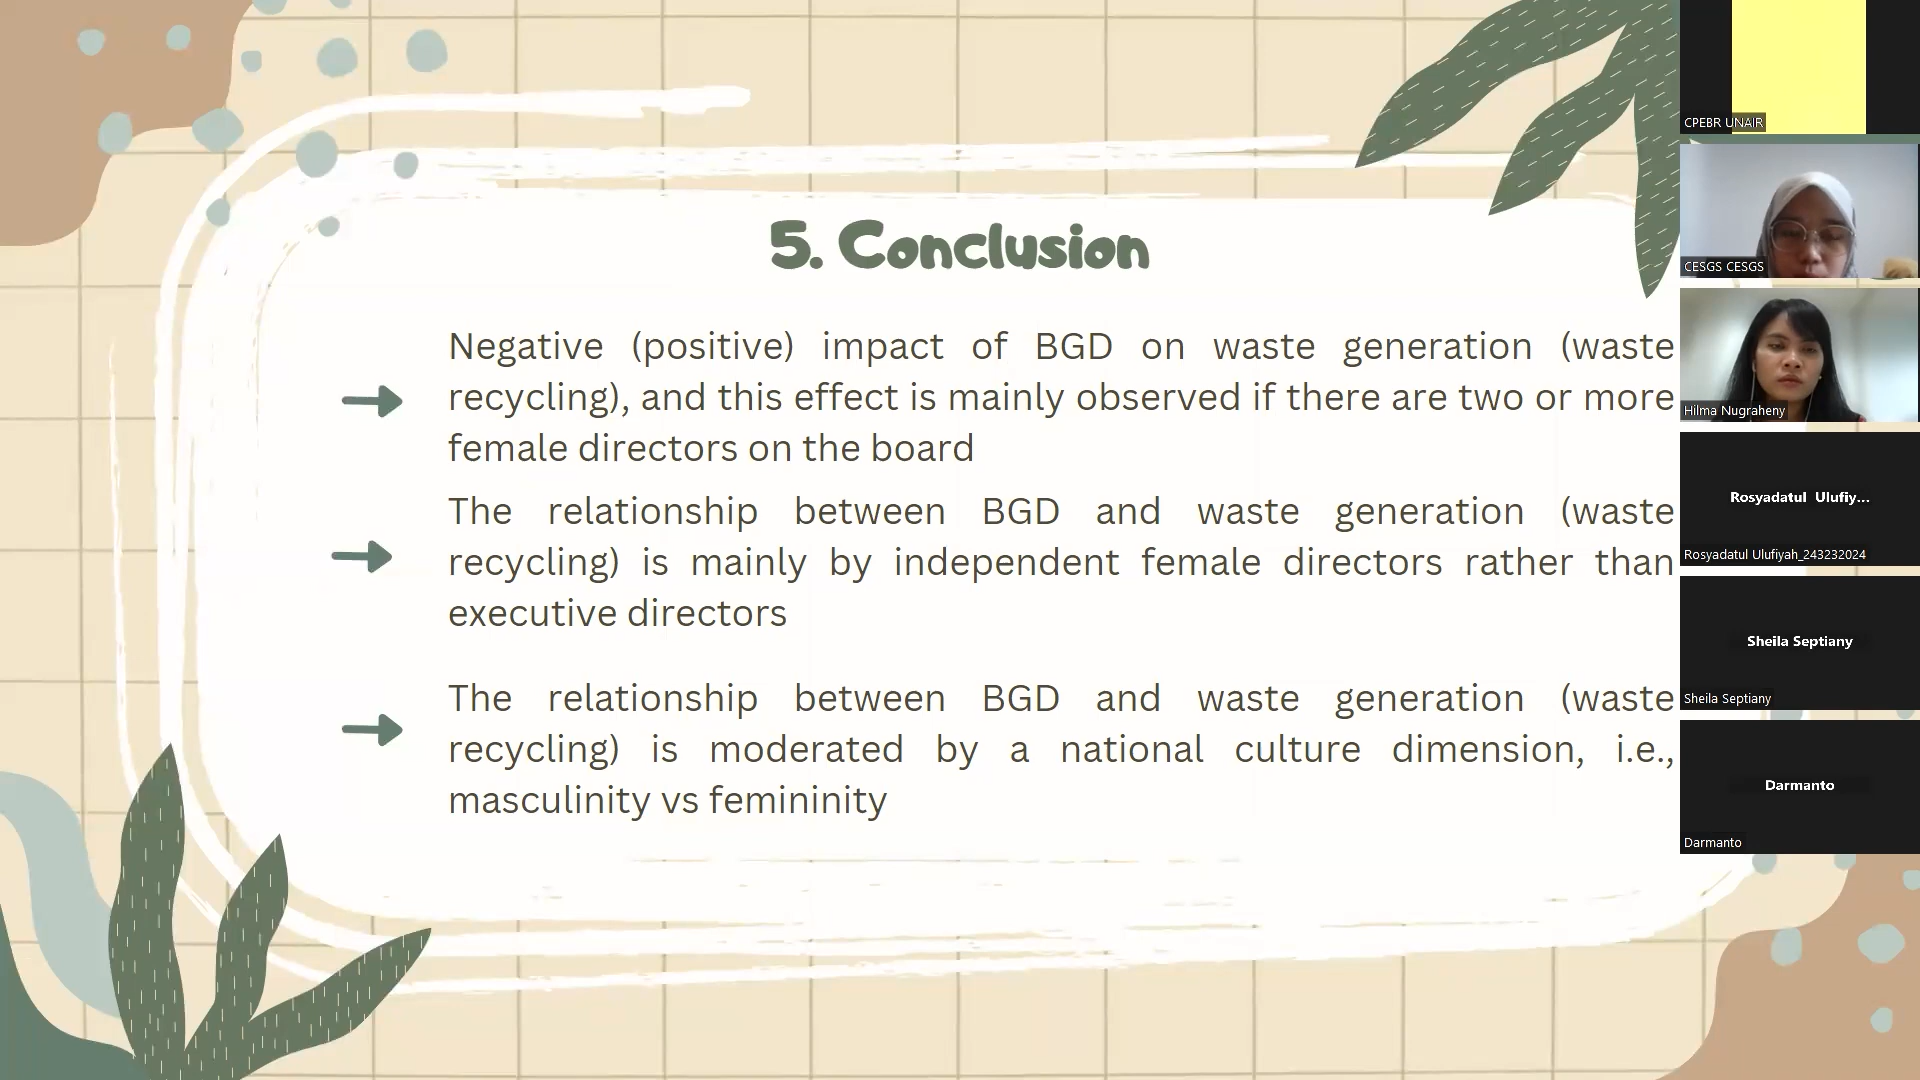 5. Conclusion
Negative (positive) impact of BGD on waste generation (waste
recycling), and this effect is mainly observed if there are two or more
female directors on the board
The relationship between BGD and waste generation (waste
recycling) is mainly by independent female directors rather than
executive directors
The relationship between BGD and waste generation (waste
recycling) is moderated by a national culture dimension, i.e.,
masculinity vs femininity
CPEBR UNAIR
CESGS CESGS
Hilma Nugraheny
Rosyadatul Ulufiy...
Rosyadatul Ulufiyah_243232024
Sheila Septiany
Sheila Septiany
Darmanto
Darmanto